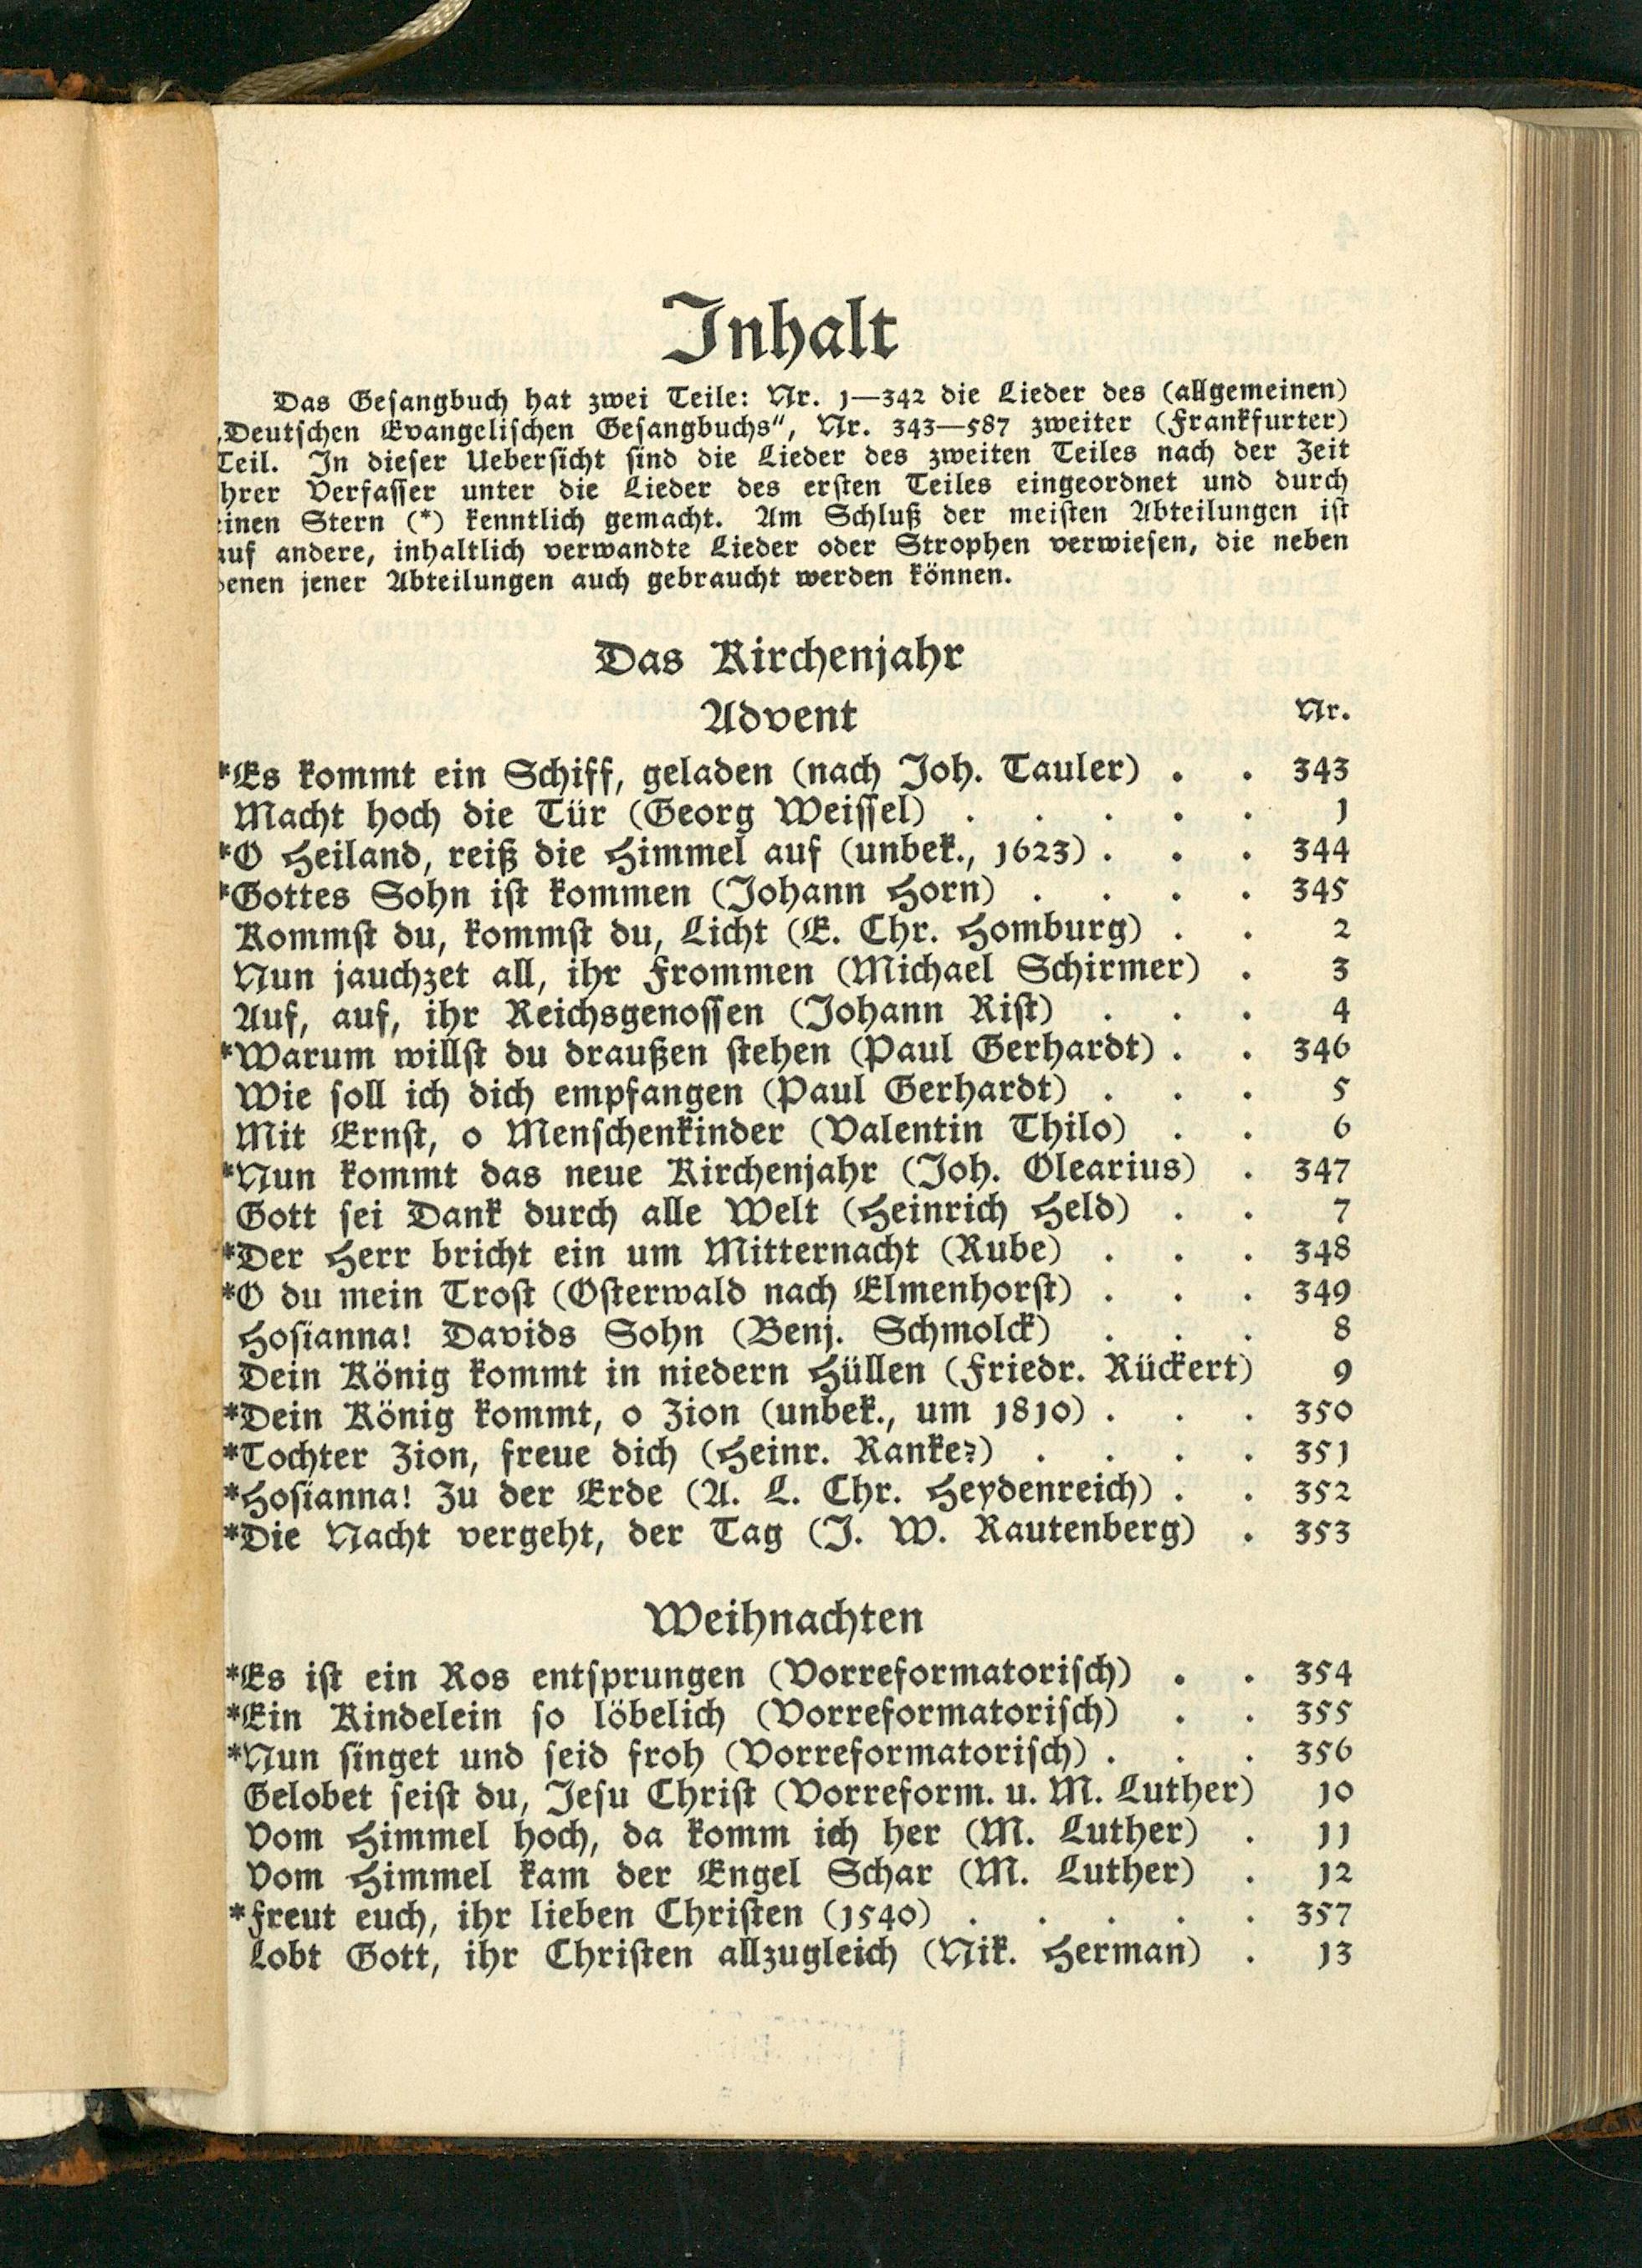 Inhalt
Das Gesangbuch hat zwei Teile: Nr. 1—342 die Lieder des (allgemeinen)
„Deutschen Evangelischen Gesangbuchs“, Nr. 343—587 zweiter (Frankfurter)
Teil. In dieser Uebersicht sind die Lieder des zweiten Teiles nach der Zeit
hrer Verfasser unter die Lieder des ersten Teiles eingeordnet und durch
einen Stern (*) kenntlich gemacht. Am Schluß der meisten Abteilungen ist
auf andere, inhaltlich verwandte Lieder oder Strophen verwiesen, die neben
denen jener Abteilungen auch gebraucht werden können.
Das Kirchenjahr
Advent Nr.
*Es kommt ein Schiff, geladen (nach Joh. Tauler) . . 343
Macht hoch die Tür (Georg Weissel) . . . . . 1
*O Heiland, reiß die Himmel auf (unbek., 1623) . . . 344
*Gottes Sohn ist kommen (Johann Horn) . . . . 345
Kommst du, kommst du, Licht (E. Chr. Homburg) . . 2
Nun jauchzet all, ihr Frommen (Michael Schirmer) . 3
Auf, auf, ihr Reichsgenossen (Johann Rist) . . . 4
*Warum willst du draußen stehen (Paul Gerhardt) . . 346
Wie soll ich dich empfangen (Paul Gerhardt) . . . 5
Mit Ernst, o Menschenkinder (Valentin Thilo) . . 6
*Nun kommt das neue Kirchenjahr (Joh. Olearius) . 347
Gott sei Dank durch alle Welt (Heinrich Held) . . 7
*Der Herr bricht ein um Mitternacht (Rube) . . . 348
*O du mein Trost (Osterwald nach Elmenhorst) . . . 349
Hosianna! Davids Sohn (Benj. Schmolck) . . . 8
Dein König kommt in niedern Hüllen (Friedr. Rückert) 9
*Dein König kommt, o Zion (unbek., um 1810) . . . 350
*Tochter Zion, freue dich (Heinr. Ranke?) . . . . 351
*Hosianna! Zu der Erde (A. L. Chr. Heydenreich) . . 352
*Die Nacht vergeht, der Tag (J. W. Rautenberg) . 353
Weihnachten
*Es ist ein Ros entsprungen (Vorreformatorisch) . . 354
*Ein Kindelein so löbelich (Vorreformatorisch) . . 355
*Nun singet und seid froh (Vorreformatorisch) . . . 356
Gelobet seist du, Jesu Christ (Vorreform. u. M. Luther) 10
Vom Himmel hoch, da komm ich her (M. Luther) . 11
Vom Himmel kam der Engel Schar (M. Luther) . 12
*Freut euch, ihr lieben Christen (1540) . . . . . 357
Lobt Gott, ihr Christen allzugleich (Nik. Herman) . 13